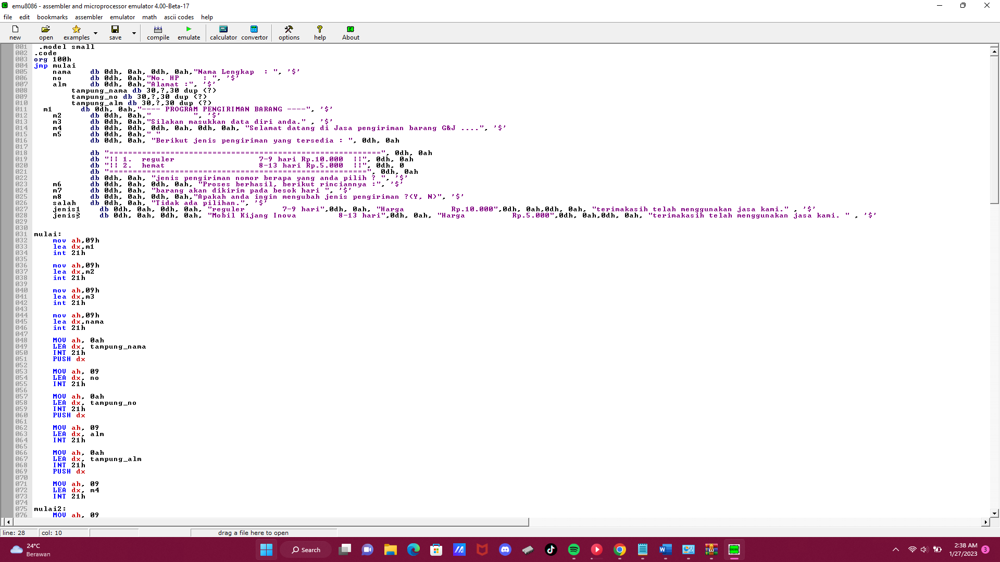 emu8086 - assembler and microprocessor emulator 4.00-Beta-17
file edit bookmarks assembler emulator math ascii codes help
new open examples save compile emulate calculator convertor options help About
001 .model small
002 .code
003 org 100h
004 jmp mulai
005 nama db 0dh, 0ah, 0dh, 0ah,"Nama Lengkap : ", '$'
006 no db 0dh, 0ah,"No. HP : ", '$'
007 alm db 0dh, 0ah,"Alamat :", '$'
008 tampung_nama db 30,?,30 dup (?)
009 tampung_no db 30,?,30 dup (?)
010 tampung_alm db 30,?,30 dup (?)
011 m1 db 0dh, 0ah,"---- PROGRAM PENGIRIMAN BARANG ----", '$'
012 m2 db 0dh, 0ah," ", '$'
013 m3 db 0dh, 0ah,"Silakan masukkan data diri anda." , '$'
014 m4 db 0dh, 0dh, 0dh, 0ah, 0dh, 0ah, "Selamat datang di Jasa pengiriman barang G&J ....", '$'
015 m5 db 0dh, 0ah," "
016 db 0dh, 0ah, "Berikut jenis pengiriman yang tersedia : ", 0dh, 0ah
017
018 db "==========================================================", 0dh, 0ah
019 db "|| 1. reguler 7-9 hari Rp.10.000 ||", 0dh, 0ah
020 db "|| 2. hemat 8-13 hari Rp.5.000 ||", 0dh, 0
021 db "=======================================================", 0dh, 0ah
022 db 0dh, 0ah, "jenis pengiriman nomor berapa yang anda pilih ? ", '$'
023 m6 db 0dh, 0ah, 0dh, 0ah, "Proses berhasil, berikut rinciannya :", '$'
024 m7 db 0dh, 0ah, "barang akan dikirim pada besok hari ", '$'
025 m8 db 0dh, 0ah, 0dh, 0ah,"Apakah anda ingin mengubah jenis pengiriman ?(Y, N)", '$'
026 salah db 0dh, 0ah, "Tidak ada pilihan.", '$'
027 jenis1 db 0dh, 0ah, 0dh, 0ah, "reguler 7-9 hari",0dh, 0ah, "Harga Rp.10.000",0dh, 0ah,0dh, 0ah, "terimakasih telah menggunakan jasa kami." , '$'
028 jenis2 db 0dh, 0ah, 0dh, 0ah, "Mobil Kijang Inova 8-13 hari",0dh, 0ah, "Harga Rp.5.000",0dh, 0ah,0dh, 0ah, "terimakasih telah menggunakan jasa kami. " , '$'
029
030
031 mulai:
032 mov ah,09h
033 lea dx,m1
034 int 21h
035
036 mov ah,09h
037 lea dx,m2
038 int 21h
039
040 mov ah,09h
041 lea dx,m3
042 int 21h
043
044 mov ah,09h
045 lea dx,nama
046 int 21h
047
048 MOV ah, 0ah
049 LEA dx, tampung_nama
050 INT 21h
051 PUSH dx
052
053 MOV ah, 09
054 LEA dx, no
055 INT 21h
056
057 MOV ah, 0ah
058 LEA dx, tampung_no
059 INT 21h
060 PUSH dx
061
062 MOV ah, 09
063 LEA dx, alm
064 INT 21h
065
066 MOV ah, 0ah
067 LEA dx, tampung_alm
068 INT 21h
069 PUSH dx
070
071 MOV ah, 09
072 LEA dx, m4
073 INT 21h
074
075 mulai2:
076 MOV ah, 09
line: 28 col: 10 drag a file here to open
24°C
Berawan
Search
2:38 AM
1/27/2023
3